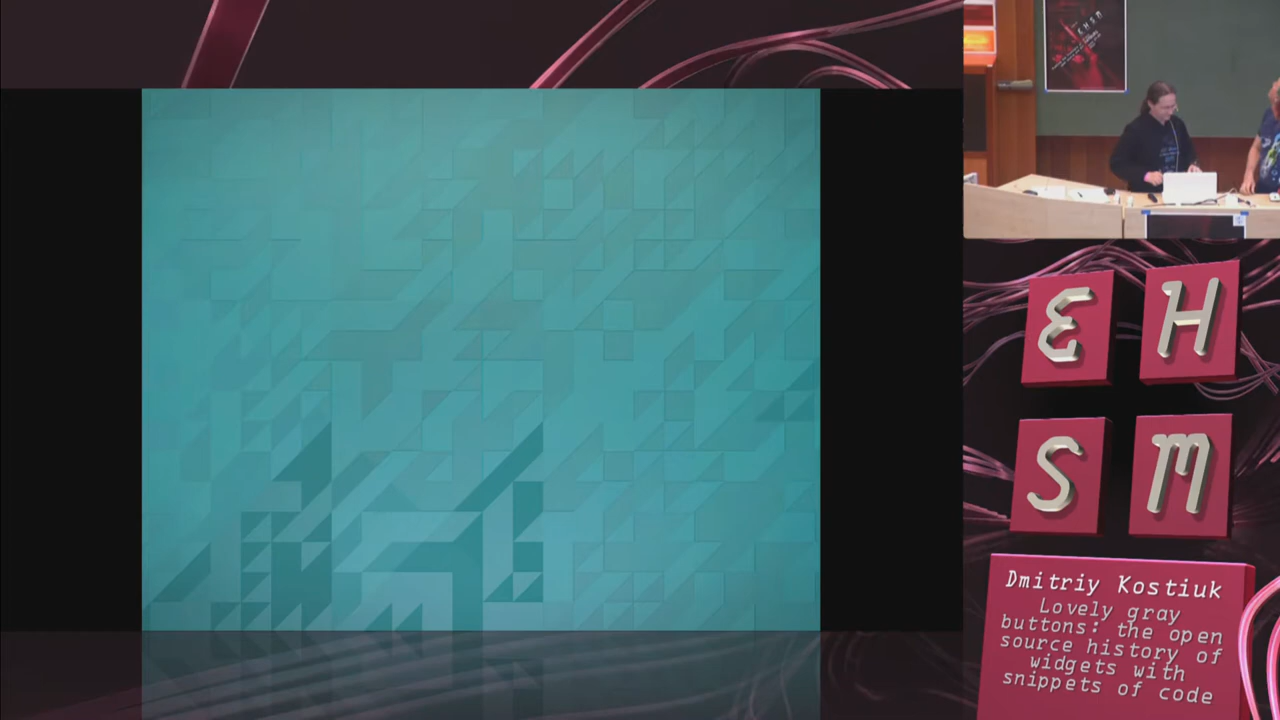 E H
S M
Dmitriy Kostiuk
Lovely gray
buttons: the open
source history of
widgets with
snippets of code